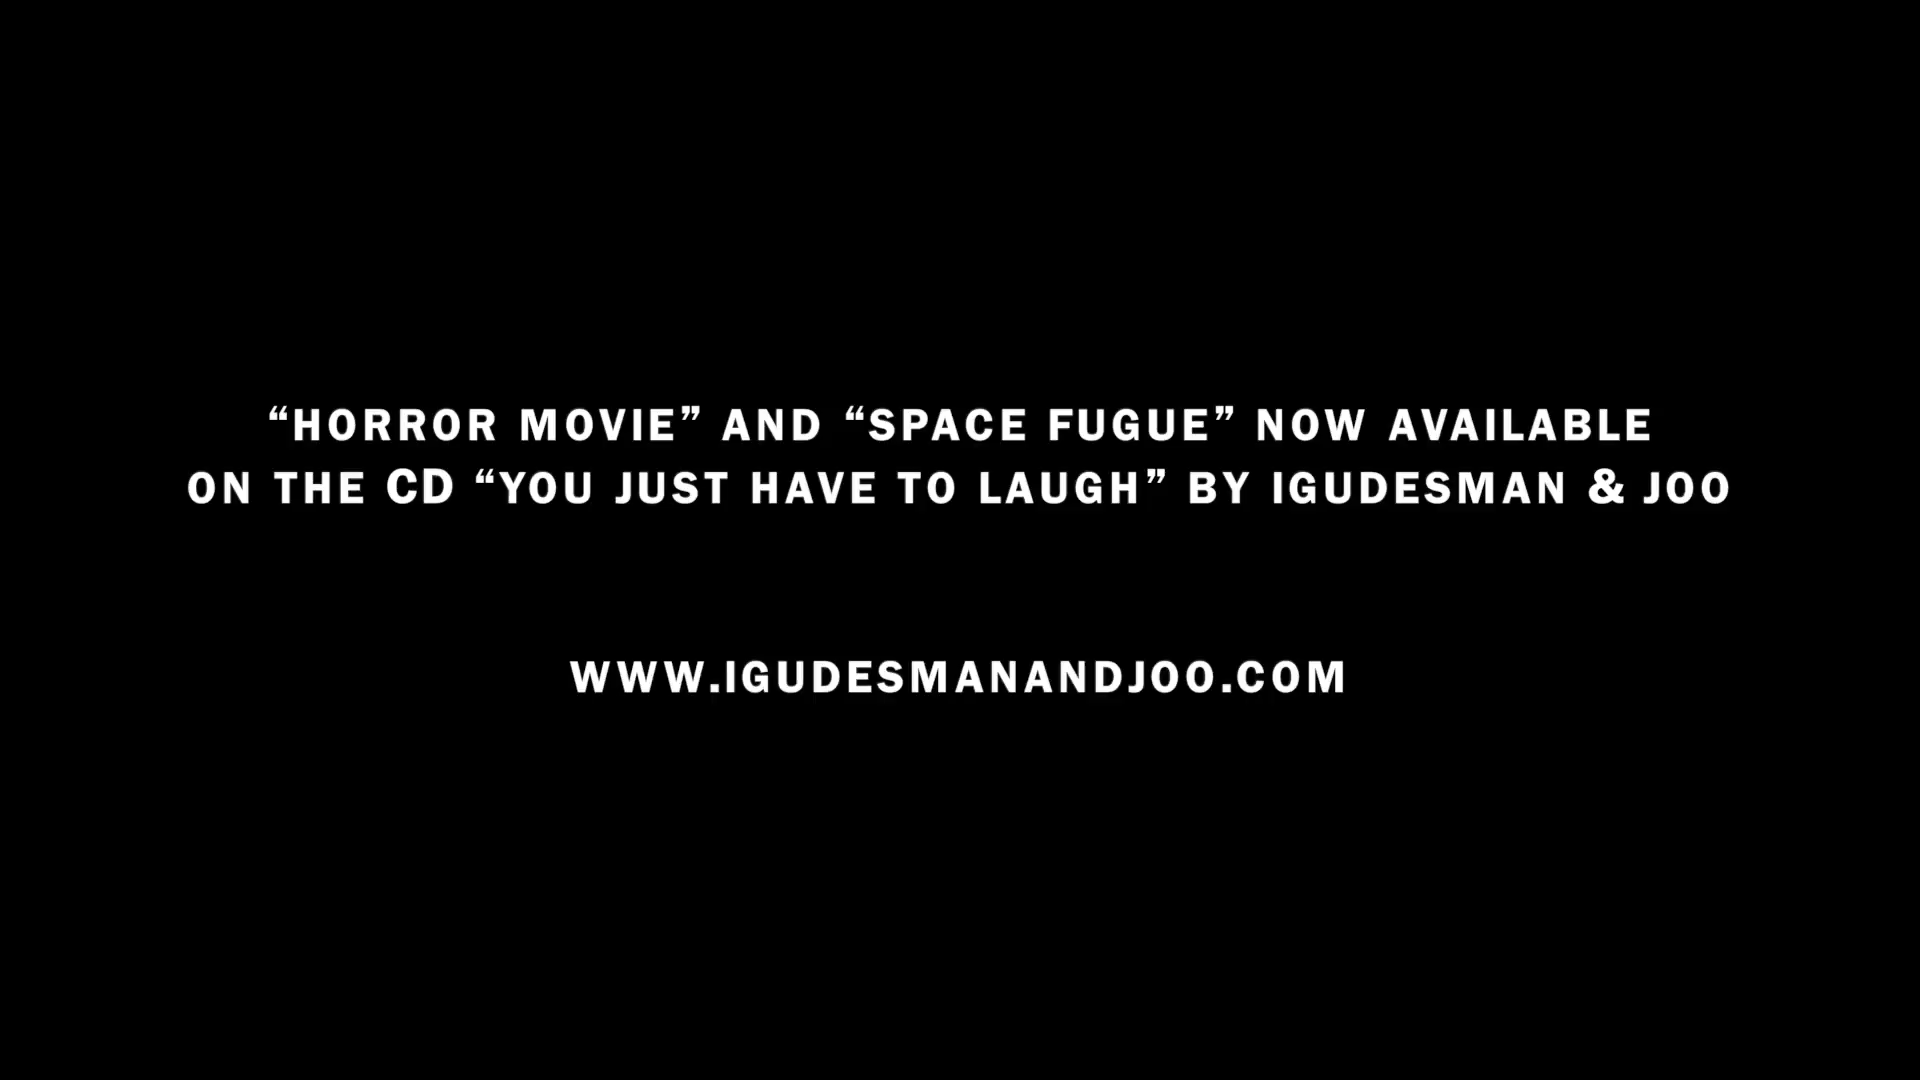 “HORROR MOVIE” AND “SPACE FUGUE” NOW AVAILABLE
ON THE CD “YOU JUST HAVE TO LAUGH” BY IGUDESMAN & JOO
WWW.IGUDESMANANDJOO.COM